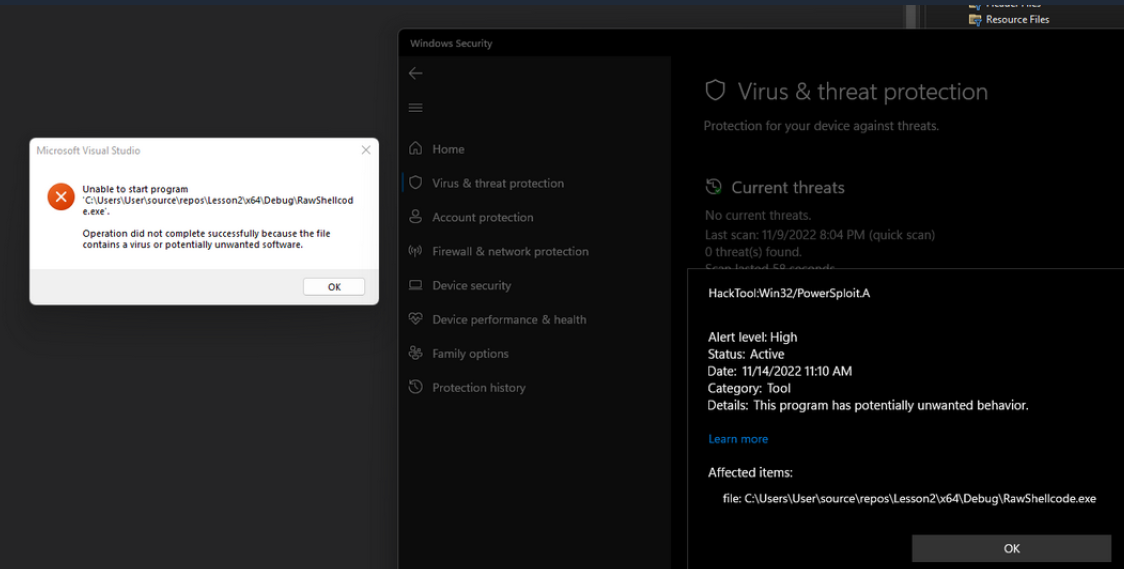 Header Files
Resource Files
Windows Security
Virus & threat protection
Protection for your device against threats.
Home
Virus & threat protection
Account protection
Firewall & network protection
Device security
Device performance & health
Family options
Protection history
Current threats
No current threats.
Last scan: 11/9/2022 8:04 PM (quick scan)
0 threat(s) found.
Scan lasted 58 seconds
Microsoft Visual Studio
Unable to start program
'C:\Users\User\source\repos\Lesson2\x64\Debug\RawShellcod
e.exe'.
Operation did not complete successfully because the file
contains a virus or potentially unwanted software.
OK
HackTool:Win32/PowerSploit.A
Alert level: High
Status: Active
Date: 11/14/2022 11:10 AM
Category: Tool
Details: This program has potentially unwanted behavior.
Learn more
Affected items:
file: C:\Users\User\source\repos\Lesson2\x64\Debug\RawShellcode.exe
OK